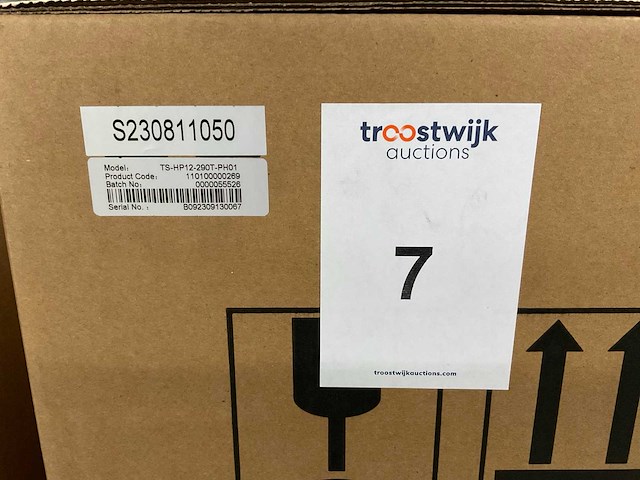 S230811050
Model: TS-HP12-290T-PH01
Product Code: 110100000269
Batch No: 0000055526
Serial No.: B092309130067
troostwijk
auctions
7
troostwijkauctions.com